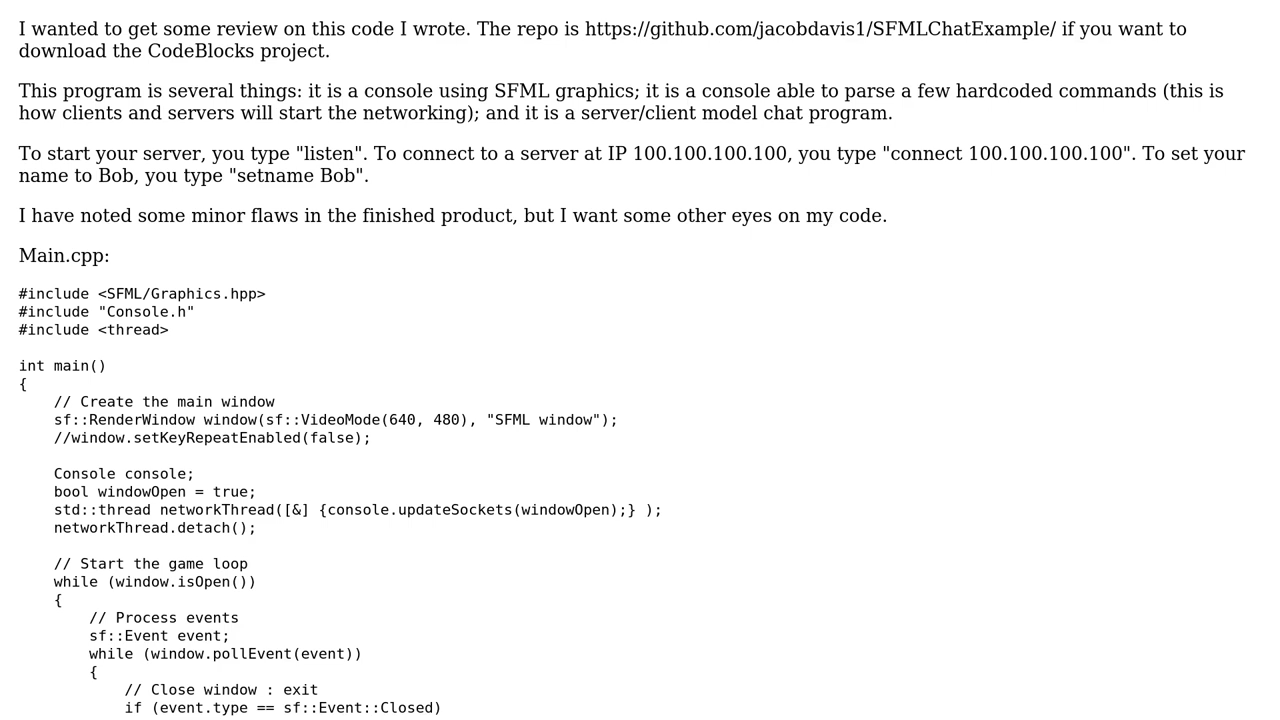 I wanted to get some review on this code I wrote. The repo is https://github.com/jacobdavis1/SFMLChatExample/ if you want to
download the CodeBlocks project.
This program is several things: it is a console using SFML graphics; it is a console able to parse a few hardcoded commands (this is
how clients and servers will start the networking); and it is a server/client model chat program.
To start your server, you type "listen". To connect to a server at IP 100.100.100.100, you type "connect 100.100.100.100". To set your
name to Bob, you type "setname Bob".
I have noted some minor flaws in the finished product, but I want some other eyes on my code.
Main.cpp:
#include <SFML/Graphics.hpp>
#include "Console.h"
#include <thread>
int main()
{
    // Create the main window
    sf::RenderWindow window(sf::VideoMode(640, 480), "SFML window");
    //window.setKeyRepeatEnabled(false);
    Console console;
    bool windowOpen = true;
    std::thread networkThread([&] {console.updateSockets(windowOpen);} );
    networkThread.detach();
    // Start the game loop
    while (window.isOpen())
    {
        // Process events
        sf::Event event;
        while (window.pollEvent(event))
        {
            // Close window : exit
            if (event.type == sf::Event::Closed)